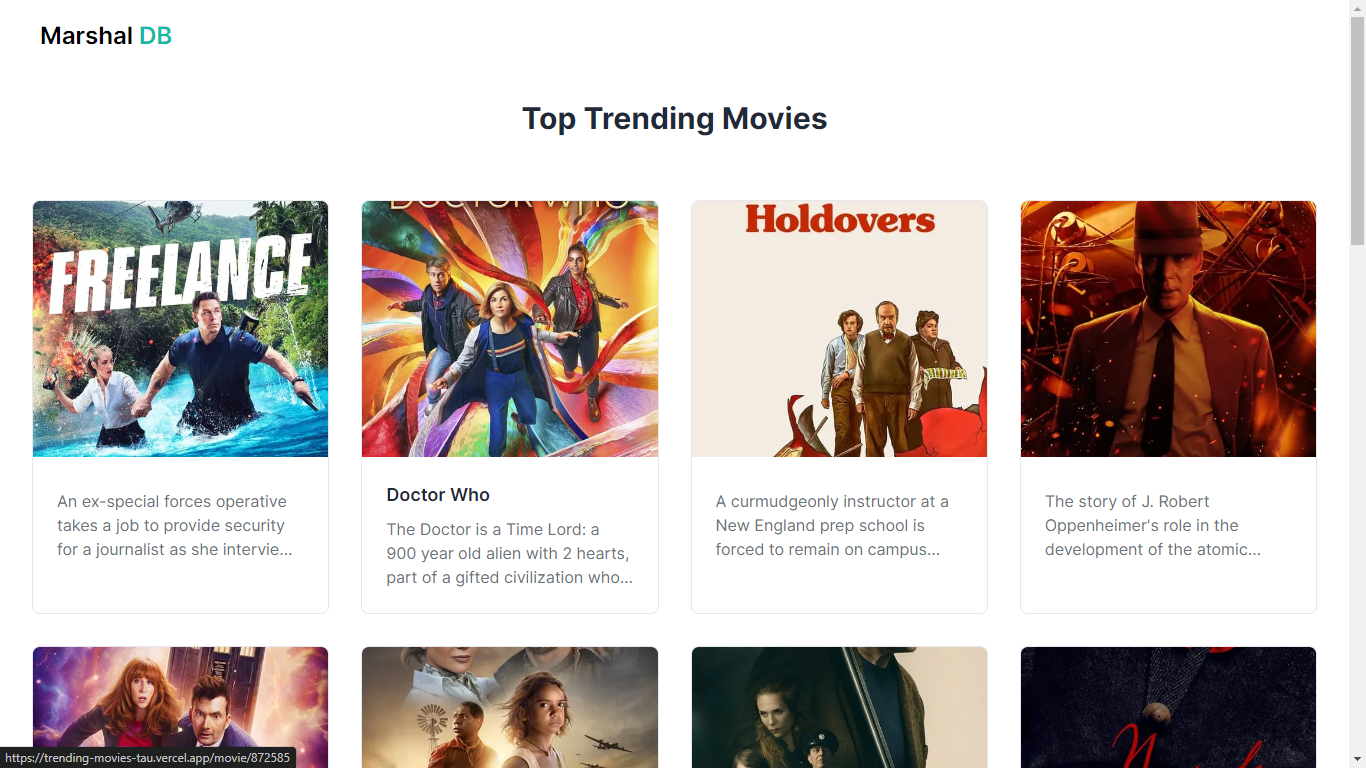 Marshal DB
Top Trending Movies
FREELANCE
DOCTOR WHO
Holdovers
An ex-special forces operative
takes a job to provide security
for a journalist as she intervie...
Doctor Who
The Doctor is a Time Lord: a
900 year old alien with 2 hearts,
part of a gifted civilization who...
A curmudgeonly instructor at a
New England prep school is
forced to remain on campus...
The story of J. Robert
Oppenheimer's role in the
development of the atomic...
https://trending-movies-tau.vercel.app/movie/872585